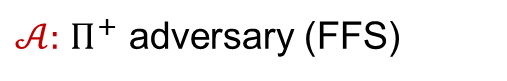 𝒜: Π⁺ adversary (FFS)